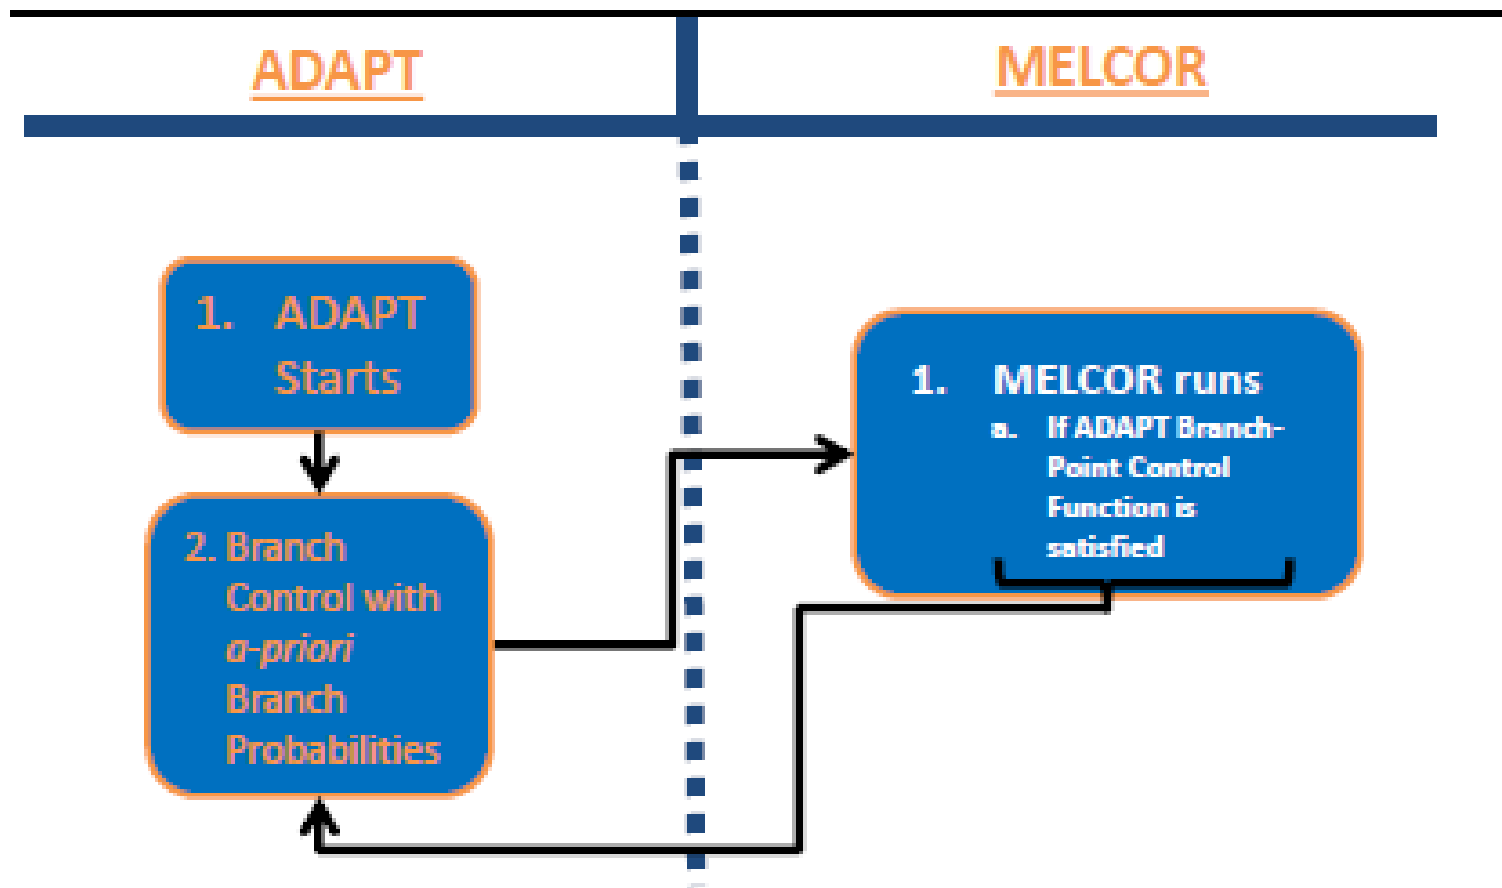 ADAPT
MELCOR
1. ADAPT
Starts
2. Branch
Control with
a-priori
Branch
Probabilities
1. MELCOR runs
a. If ADAPT Branch-
Point Control
Function is
satisfied